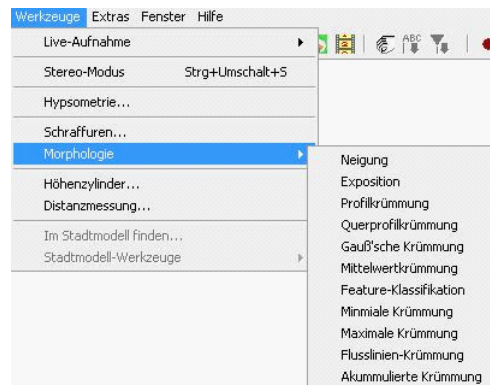 Werkzeuge Extras Fenster Hilfe
Live-Aufnahme
ABC
Stereo-Modus Strg+Umschalt+S
Hypsometrie...
Schraffuren...
Morphologie
Neigung
Höhenzylinder...
Exposition
Distanzmessung...
Profilkrümmung
Querprofilkrümmung
Im Stadtmodell finden...
Gauß'sche Krümmung
Stadtmodell-Werkzeuge
Mittelwertkrümmung
Feature-Klassifikation
Minmiale Krümmung
Maximale Krümmung
Flusslinien-Krümmung
Akummulierte Krümmung